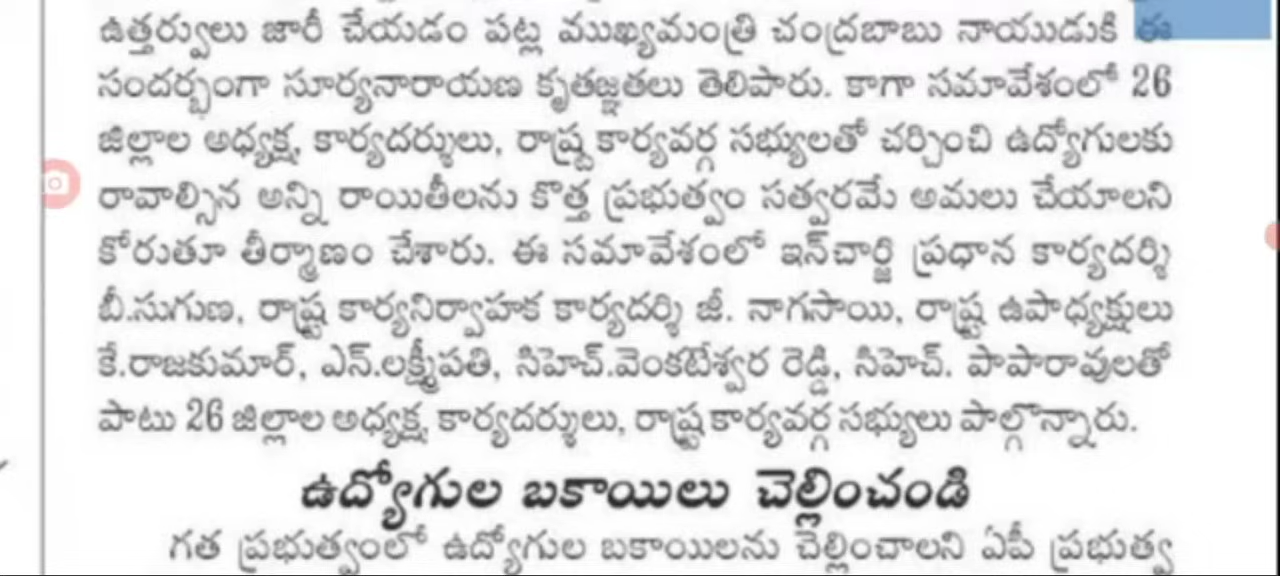 ఉత్తర్వులు జారీ చేయడం పట్ల ముఖ్యమంత్రి చంద్రబాబు నాయుడుకి ఈ
సందర్భంగా సూర్యనారాయణ కృతజ్ఞతలు తెలిపారు. కాగా సమావేశంలో 26
జిల్లాల అధ్యక్ష, కార్యదర్శులు, రాష్ట్ర కార్యవర్గ సభ్యులతో చర్చించి ఉద్యోగులకు
రావాల్సిన అన్ని రాయితీలను కొత్త ప్రభుత్వం సత్వరమే అమలు చేయాలని
కోరుతూ తీర్మాణం చేశారు. ఈ సమావేశంలో ఇన్‌చార్జి ప్రధాన కార్యదర్శి
బీ.సుగుణ, రాష్ట్ర కార్యనిర్వాహక కార్యదర్శి జీ. నాగసాయి, రాష్ట్ర ఉపాధ్యక్షులు
కే.రాజకుమార్, ఎన్.లక్ష్మీపతి, సిహెచ్.వెంకటేశ్వర రెడ్డి, సిహెచ్. పాపారావులతో
పాటు 26 జిల్లాల అధ్యక్ష, కార్యదర్శులు, రాష్ట్ర కార్యవర్గ సభ్యులు పాల్గొన్నారు.
ఉద్యోగుల బకాయిలు చెల్లించండి
గత ప్రభుత్వంలో ఉద్యోగుల బకాయిలను చెల్లించాలని ఏపీ ప్రభుత్వ